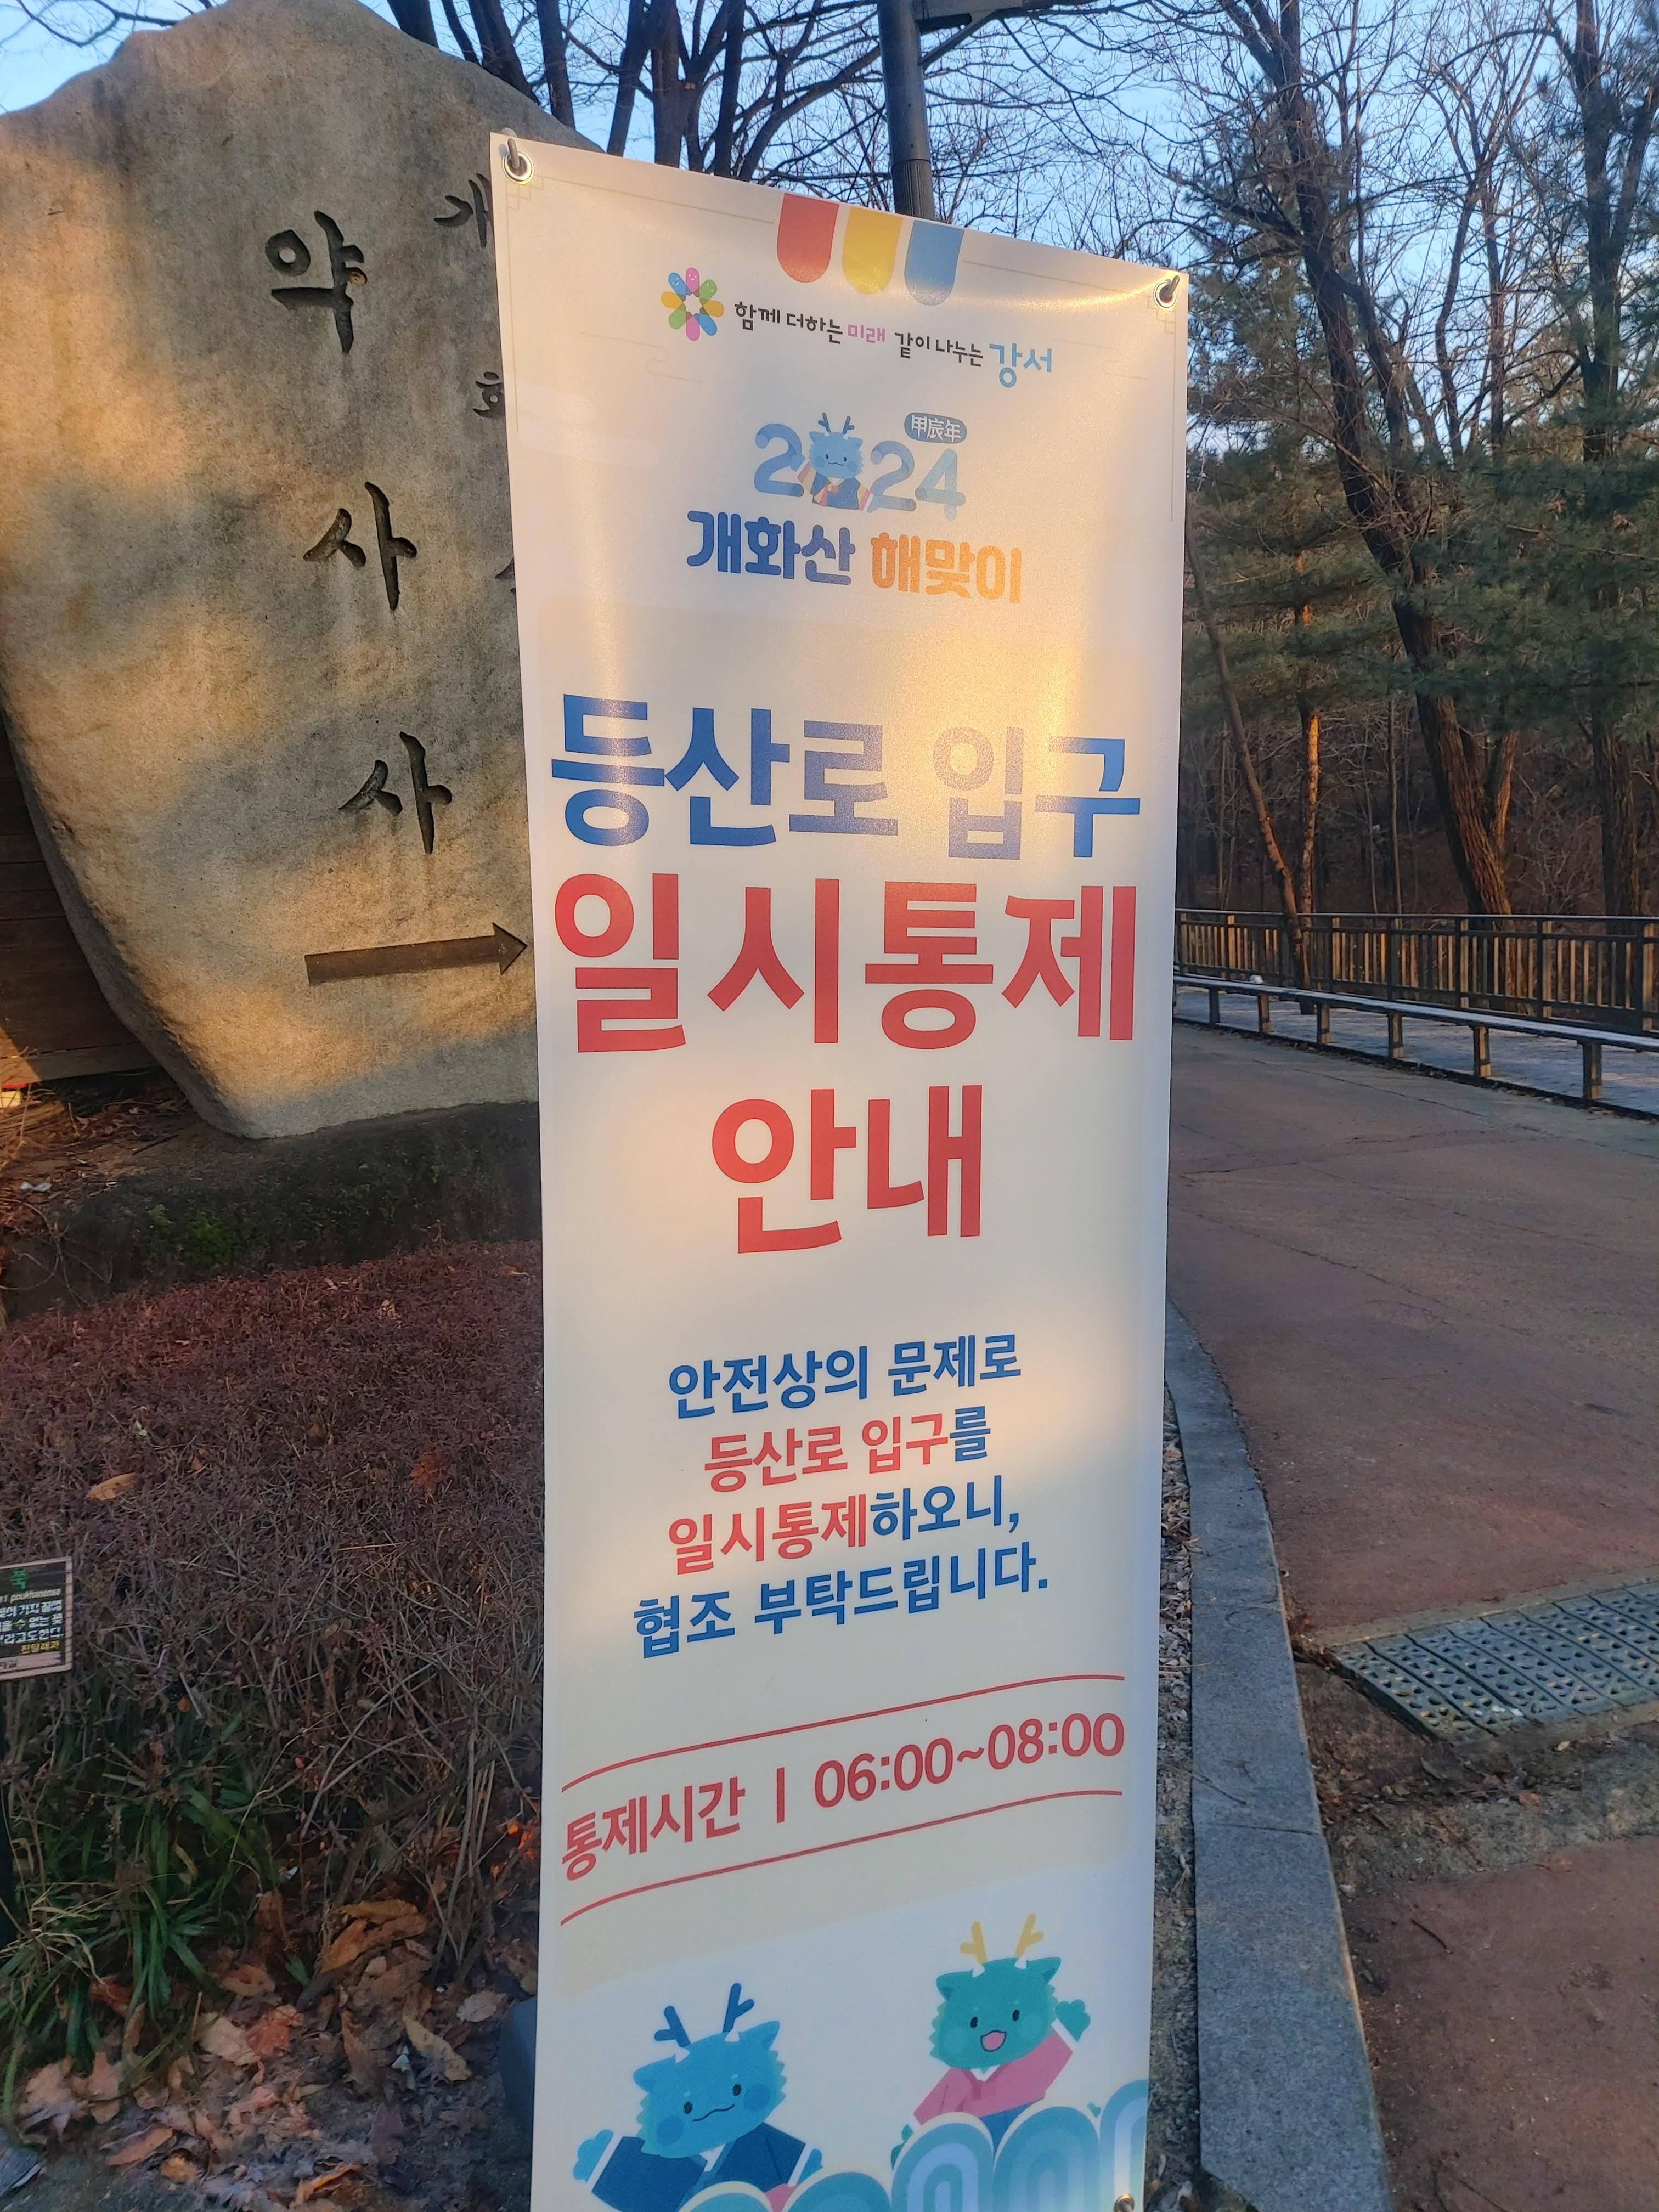 함께 더하는 미래 같이 나누는 강서
甲辰年
2024
개화산 해맞이
등산로 입구
일시통제
안내
안전상의 문제로
등산로 입구를
일시통제하오니,
협조 부탁드립니다.
통제시간 | 06:00~08:00
약
사
사